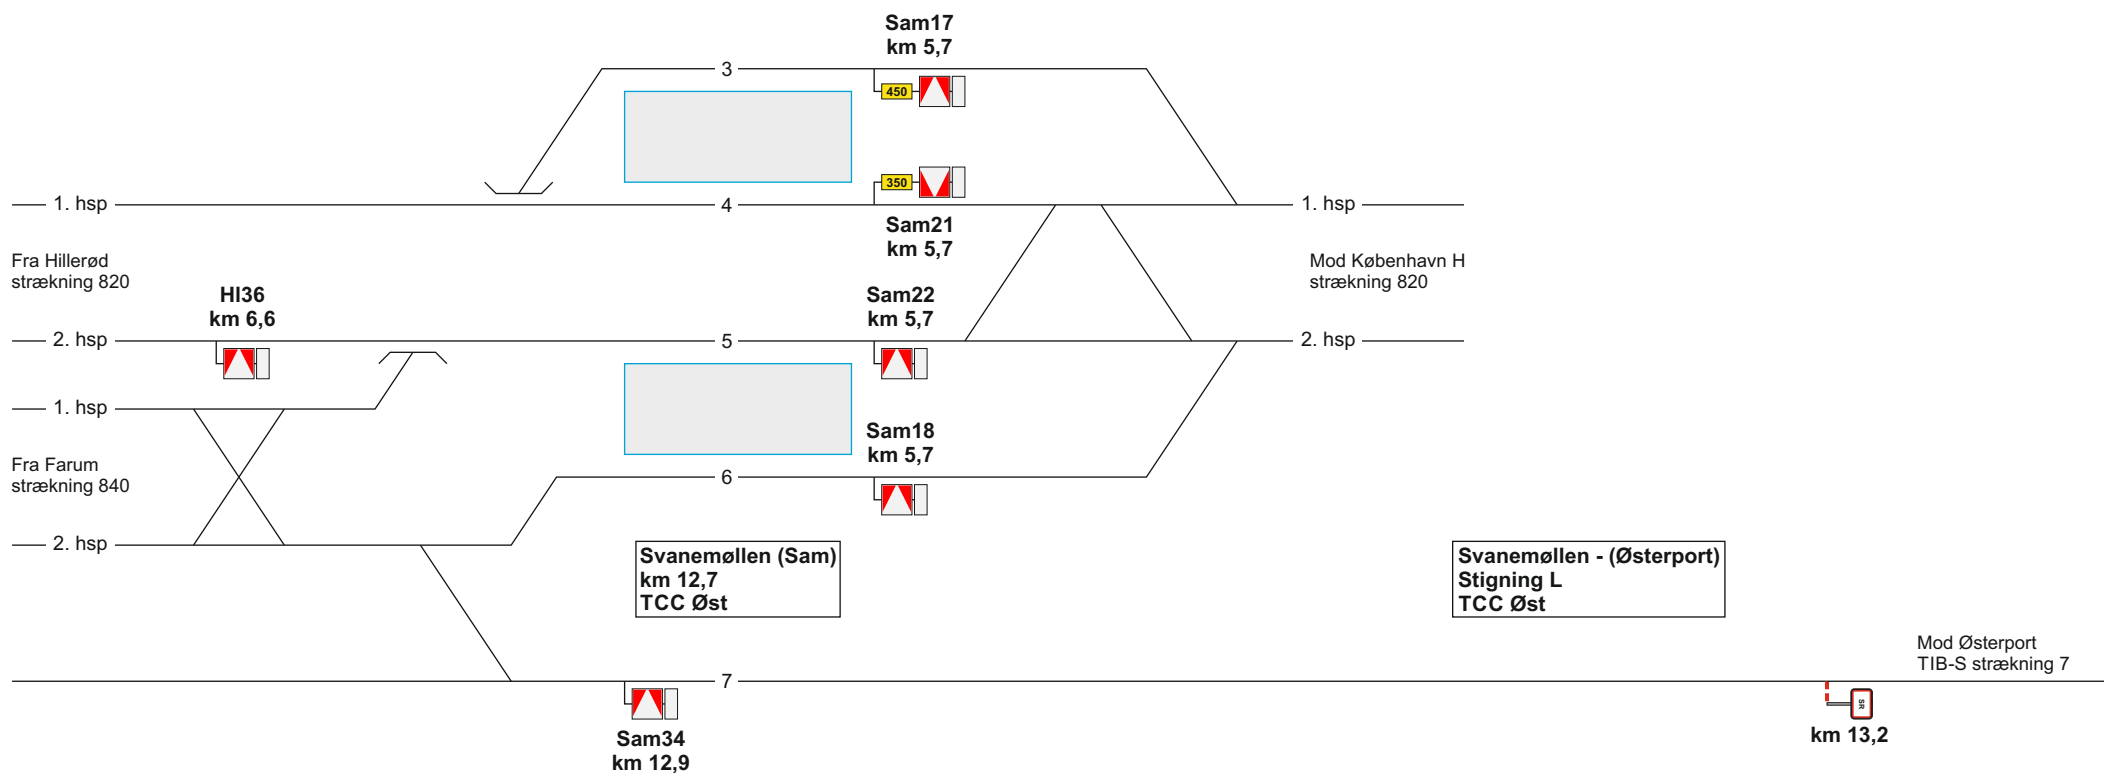 Sam17
km 5,7
3
450
350
1. hsp
4
1. hsp
Sam21
km 5,7
Fra Hillerød
strækning 820
Mod København H
strækning 820
HI36
km 6,6
Sam22
km 5,7
2. hsp
5
2. hsp
1. hsp
Sam18
km 5,7
Fra Farum
strækning 840
6
2. hsp
Svanemøllen (Sam)
km 12,7
TCC Øst
Svanemøllen - (Østerport)
Stigning L
TCC Øst
Mod Østerport
TIB-S strækning 7
7
SR
Sam34
km 12,9
km 13,2